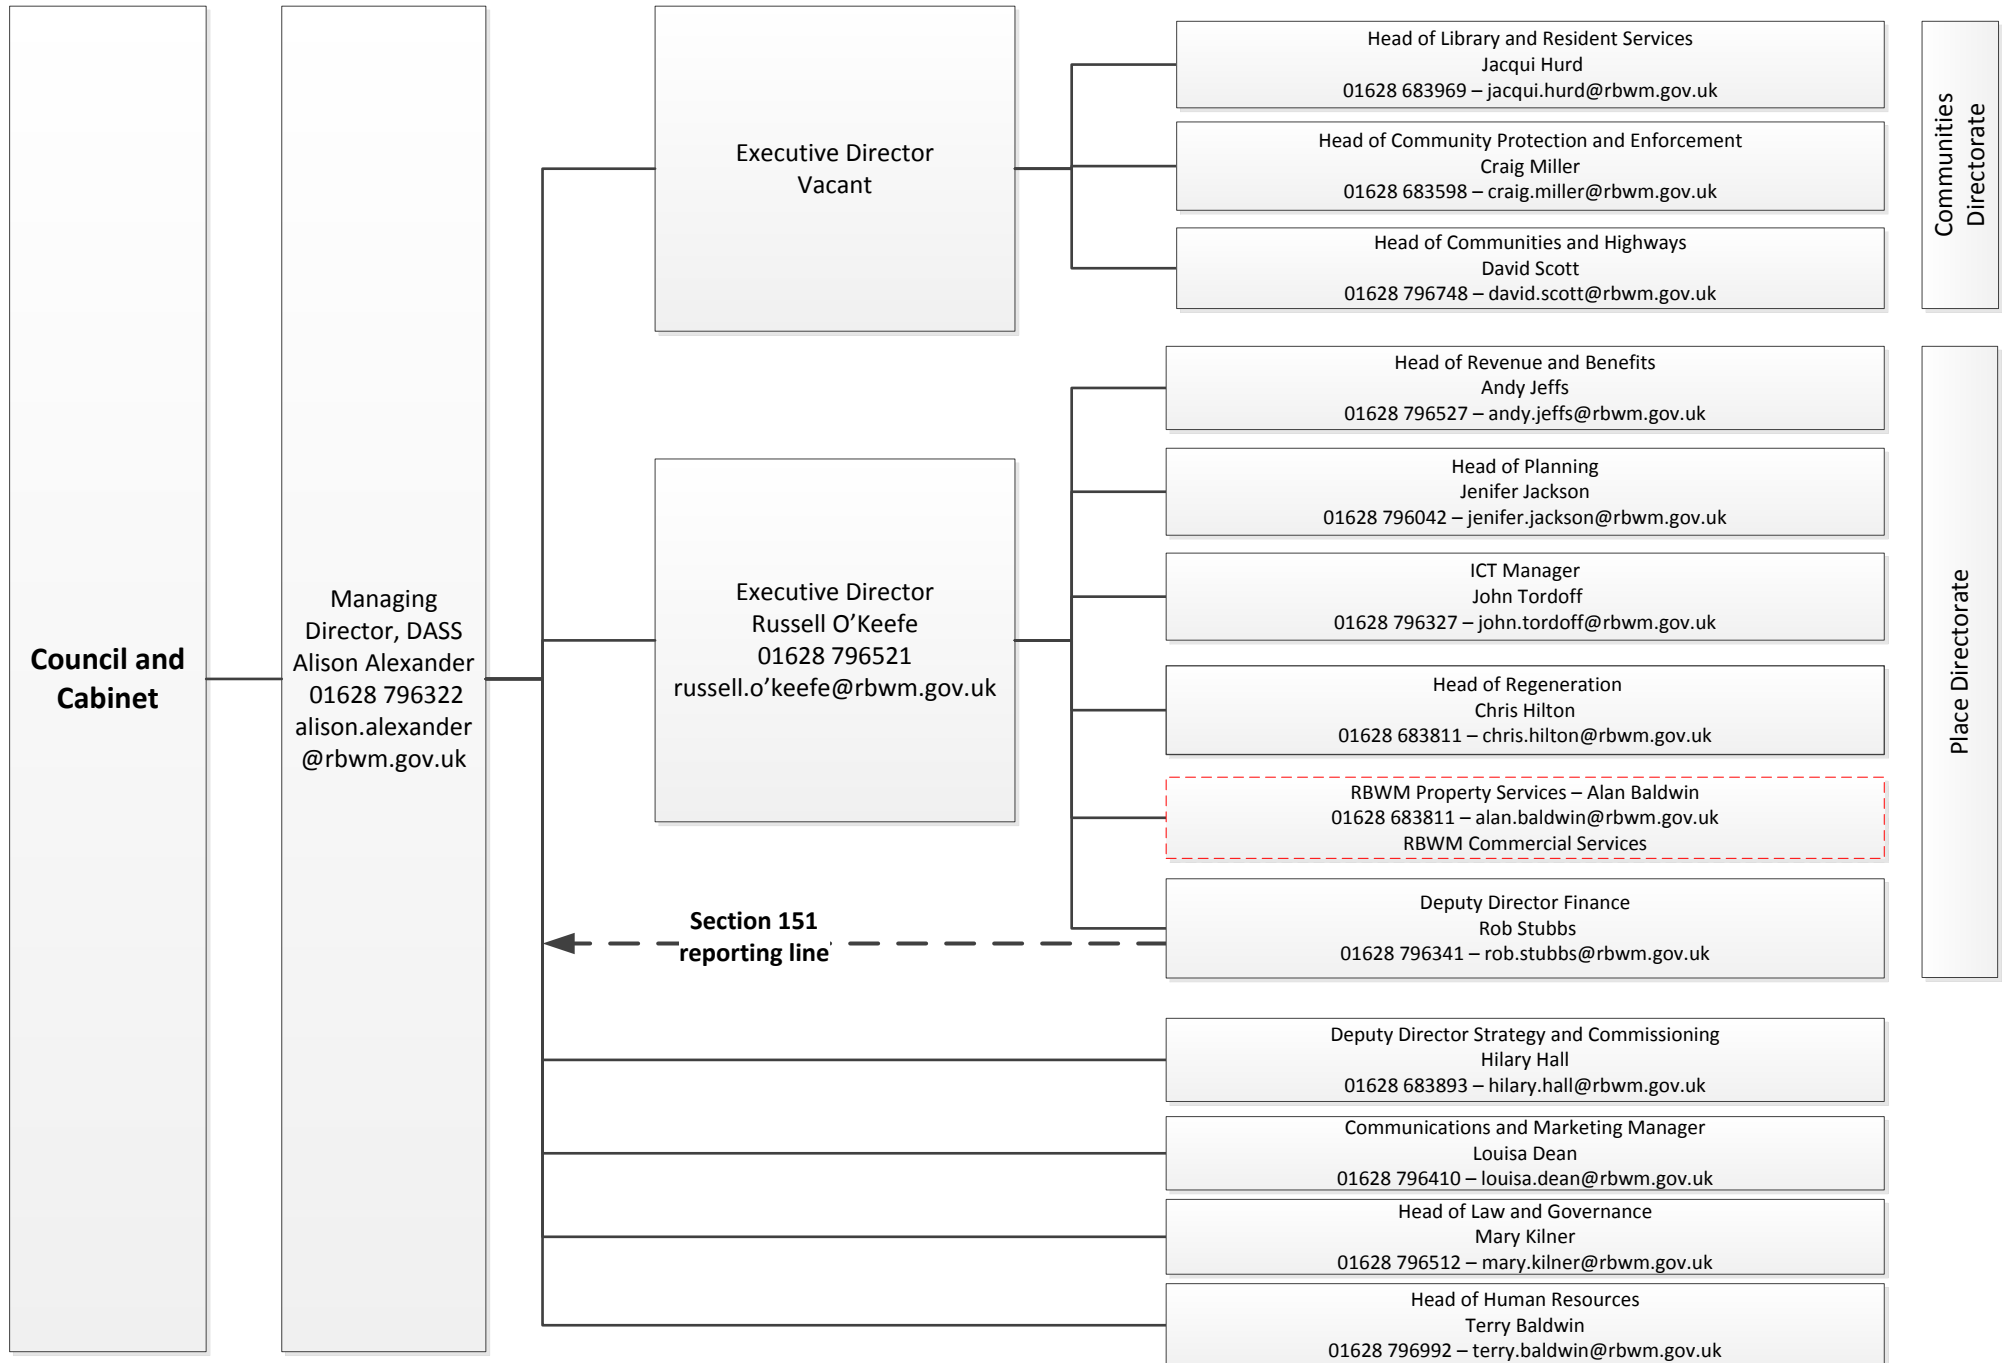 Council and
Cabinet
Managing
Director, DASS
Alison Alexander
01628 796322
alison.alexander
@rbwm.gov.uk
Executive Director
Vacant
Head of Library and Resident Services
Jacqui Hurd
01628 683969 – jacqui.hurd@rbwm.gov.uk
Head of Community Protection and Enforcement
Craig Miller
01628 683598 – craig.miller@rbwm.gov.uk
Head of Communities and Highways
David Scott
01628 796748 – david.scott@rbwm.gov.uk
Communities
Directorate
Executive Director
Russell O’Keefe
01628 796521
russell.o’keefe@rbwm.gov.uk
Head of Revenue and Benefits
Andy Jeffs
01628 796527 – andy.jeffs@rbwm.gov.uk
Head of Planning
Jenifer Jackson
01628 796042 – jenifer.jackson@rbwm.gov.uk
ICT Manager
John Tordoff
01628 796327 – john.tordoff@rbwm.gov.uk
Head of Regeneration
Chris Hilton
01628 683811 – chris.hilton@rbwm.gov.uk
RBWM Property Services – Alan Baldwin
01628 683811 – alan.baldwin@rbwm.gov.uk
RBWM Commercial Services
Deputy Director Finance
Rob Stubbs
01628 796341 – rob.stubbs@rbwm.gov.uk
Place Directorate
Section 151
reporting line
Deputy Director Strategy and Commissioning
Hilary Hall
01628 683893 – hilary.hall@rbwm.gov.uk
Communications and Marketing Manager
Louisa Dean
01628 796410 – louisa.dean@rbwm.gov.uk
Head of Law and Governance
Mary Kilner
01628 796512 – mary.kilner@rbwm.gov.uk
Head of Human Resources
Terry Baldwin
01628 796992 – terry.baldwin@rbwm.gov.uk